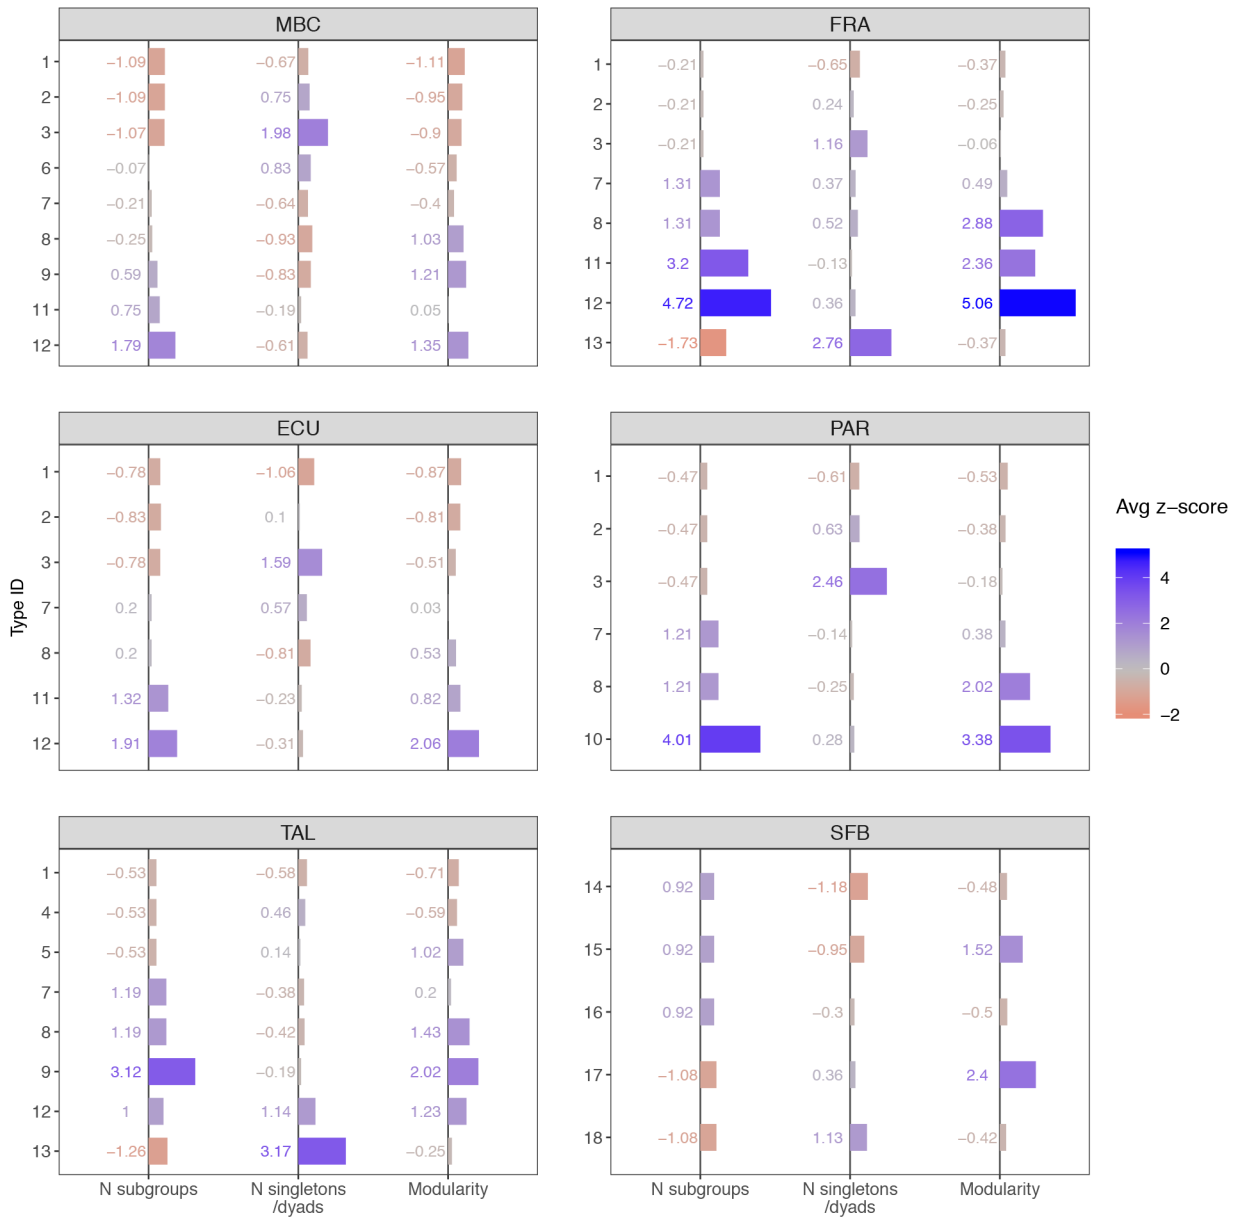 MBC
1 −1.09 −0.67 −1.11
2 −1.09 0.75 −0.95
3 −1.07 1.98 −0.9
6 −0.07 0.83 −0.57
7 −0.21 −0.64 −0.4
8 −0.25 −0.93 1.03
9 0.59 −0.83 1.21
11 0.75 −0.19 0.05
12 1.79 −0.61 1.35
FRA
1 −0.21 −0.65 −0.37
2 −0.21 0.24 −0.25
3 −0.21 1.16 −0.06
7 1.31 0.37 0.49
8 1.31 0.52 2.88
11 3.2 −0.13 2.36
12 4.72 0.36 5.06
13 −1.73 2.76 −0.37
ECU
1 −0.78 −1.06 −0.87
2 −0.83 0.1 −0.81
3 −0.78 1.59 −0.51
7 0.2 0.57 0.03
8 0.2 −0.81 0.53
11 1.32 −0.23 0.82
12 1.91 −0.31 2.06
PAR
1 −0.47 −0.61 −0.53
2 −0.47 0.63 −0.38
3 −0.47 2.46 −0.18
7 1.21 −0.14 0.38
8 1.21 −0.25 2.02
10 4.01 0.28 3.38
TAL
1 −0.53 −0.58 −0.71
4 −0.53 0.46 −0.59
5 −0.53 0.14 1.02
7 1.19 −0.38 0.2
8 1.19 −0.42 1.43
9 3.12 −0.19 2.02
12 1 1.14 1.23
13 −1.26 3.17 −0.25
N subgroups N singletons Modularity
/dyads
SFB
14 0.92 −1.18 −0.48
15 0.92 −0.95 1.52
16 0.92 −0.3 −0.5
17 −1.08 0.36 2.4
18 −1.08 1.13 −0.42
N subgroups N singletons Modularity
/dyads
Type ID
Avg z−score
4
2
0
−2